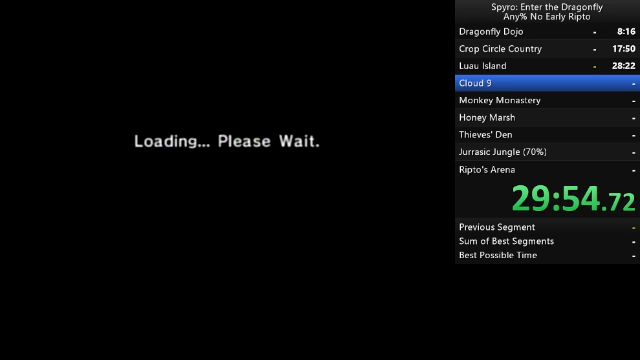 Loading... Please Wait.
Spyro: Enter the Dragonfly
Any% No Early Ripto
Dragonfly Dojo - 8:16
Crop Circle Country - 17:50
Luau Island - 28:22
Cloud 9 -
Monkey Monastery -
Honey Marsh -
Thieves' Den -
Jurrasic Jungle (70%) -
Ripto's Arena -
29:54.72
Previous Segment -
Sum of Best Segments -
Best Possible Time -